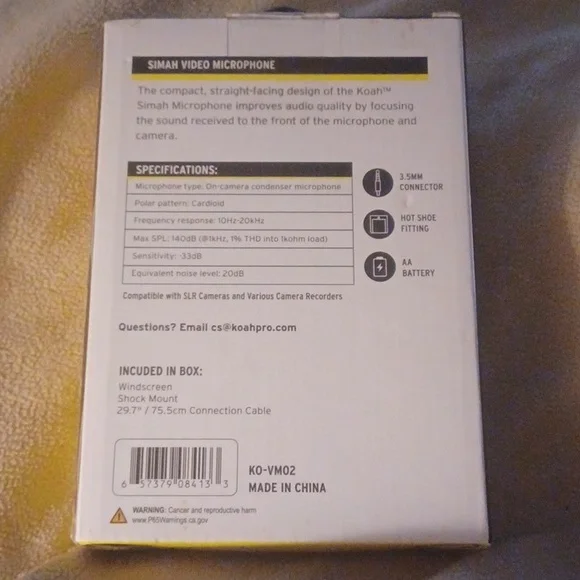 SIMAH VIDEO MICROPHONE
The compact, straight-facing design of the Koah™
Simah Microphone improves audio quality by focusing
the sound received to the front of the microphone and
camera.
SPECIFICATIONS:
Microphone type: On-camera condenser microphone
Polar pattern: Cardioid
Frequency response: 10Hz-20kHz
Max SPL: 140dB (@1kHz, 1% THD into 1kohm load)
Sensitivity: -33dB
Equivalent noise level: 20dB
3.5MM
CONNECTOR
HOT SHOE
FITTING
AA
BATTERY
Compatible with SLR Cameras and Various Camera Recorders
Questions? Email cs@koahpro.com
INCLUDED IN BOX:
Windscreen
Shock Mount
29.7" / 75.5cm Connection Cable
6 57379 08413 3
KO-VM02
MADE IN CHINA
WARNING: Cancer and reproductive harm
www.P65Warnings.ca.gov